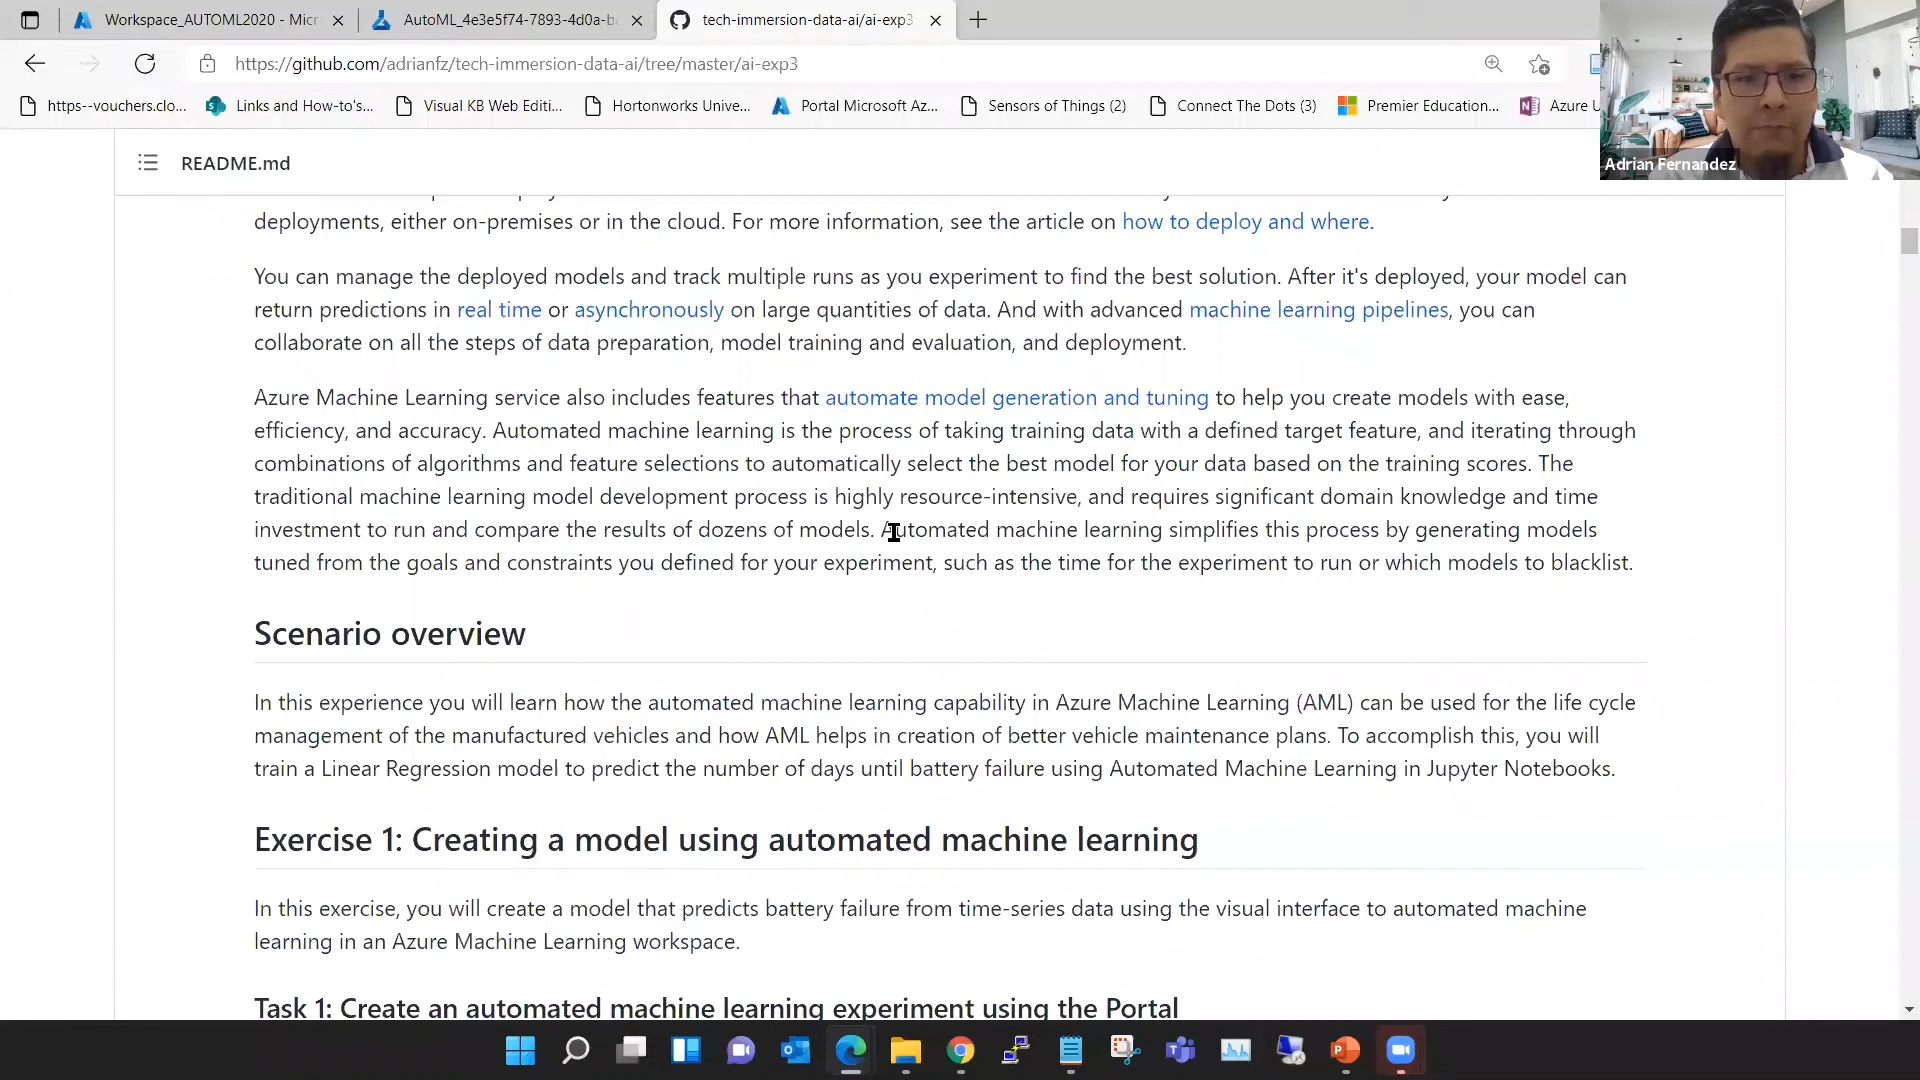 Workspace_AUTOML2020 - Micr
AutoML_4e3e5f74-7893-4d0a-b
tech-immersion-data-ai/ai-exp3
https://github.com/adrianfz/tech-immersion-data-ai/tree/master/ai-exp3
https--vouchers.clo...
Links and How-to's...
Visual KB Web Editi...
Hortonworks Unive...
Portal Microsoft Az...
Sensors of Things (2)
Connect The Dots (3)
Premier Education...
Azure U
Adrian Fernandez
README.md
deployments, either on-premises or in the cloud. For more information, see the article on how to deploy and where.
You can manage the deployed models and track multiple runs as you experiment to find the best solution. After it's deployed, your model can
return predictions in real time or asynchronously on large quantities of data. And with advanced machine learning pipelines, you can
collaborate on all the steps of data preparation, model training and evaluation, and deployment.
Azure Machine Learning service also includes features that automate model generation and tuning to help you create models with ease,
efficiency, and accuracy. Automated machine learning is the process of taking training data with a defined target feature, and iterating through
combinations of algorithms and feature selections to automatically select the best model for your data based on the training scores. The
traditional machine learning model development process is highly resource-intensive, and requires significant domain knowledge and time
investment to run and compare the results of dozens of models. Automated machine learning simplifies this process by generating models
tuned from the goals and constraints you defined for your experiment, such as the time for the experiment to run or which models to blacklist.
Scenario overview
In this experience you will learn how the automated machine learning capability in Azure Machine Learning (AML) can be used for the life cycle
management of the manufactured vehicles and how AML helps in creation of better vehicle maintenance plans. To accomplish this, you will
train a Linear Regression model to predict the number of days until battery failure using Automated Machine Learning in Jupyter Notebooks.
Exercise 1: Creating a model using automated machine learning
In this exercise, you will create a model that predicts battery failure from time-series data using the visual interface to automated machine
learning in an Azure Machine Learning workspace.
Task 1: Create an automated machine learning experiment using the Portal